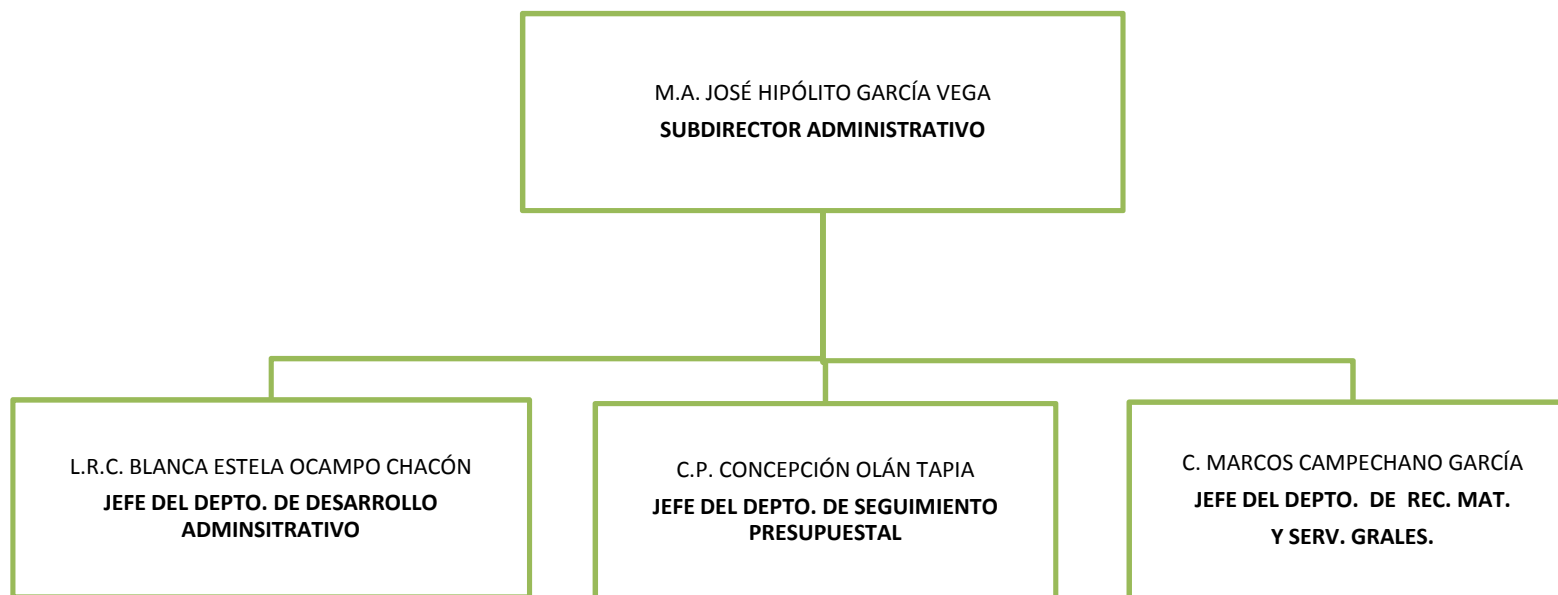 M.A. JOSÉ HIPÓLITO GARCÍA VEGA
SUBDIRECTOR ADMINISTRATIVO
L.R.C. BLANCA ESTELA OCAMPO CHACÓN
JEFE DEL DEPTO. DE DESARROLLO
ADMINSITRATIVO
C.P. CONCEPCIÓN OLÁN TAPIA
JEFE DEL DEPTO. DE SEGUIMIENTO
PRESUPUESTAL
C. MARCOS CAMPECHANO GARCÍA
JEFE DEL DEPTO. DE REC. MAT.
Y SERV. GRALES.